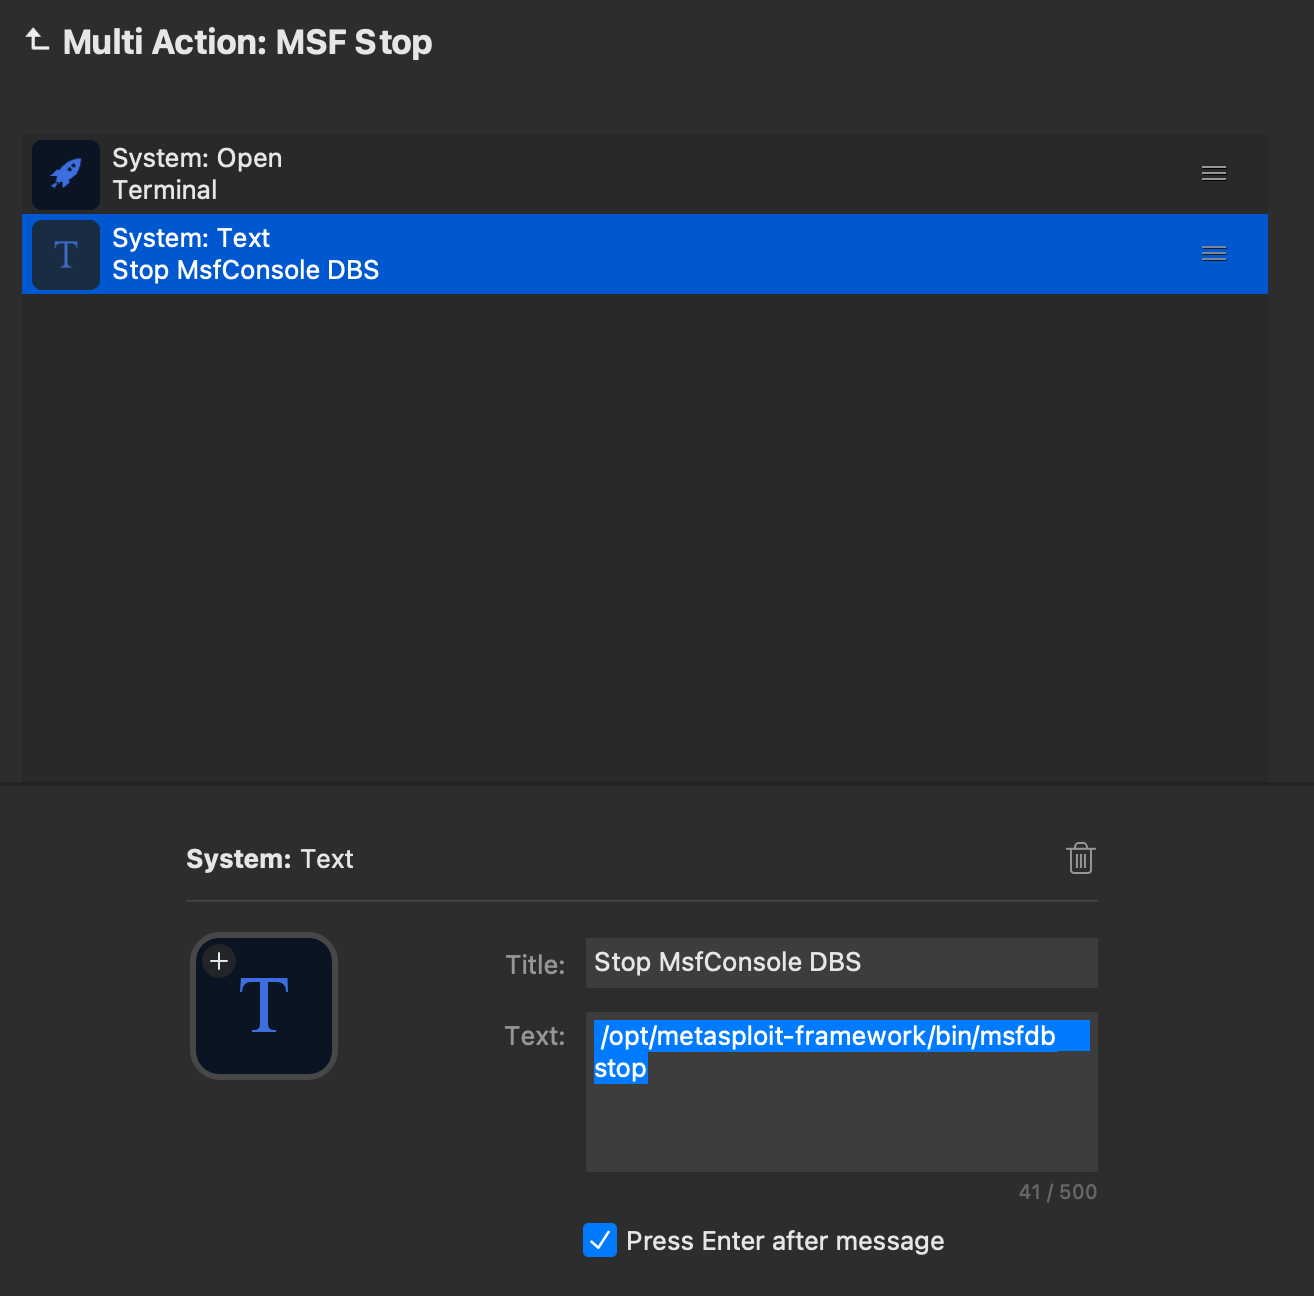 Multi Action: MSF Stop
System: Open
Terminal
T
System: Text
Stop MsfConsole DBS
System: Text
T
Title:
Stop MsfConsole DBS
Text:
/opt/metasploit-framework/bin/msfdb
stop
41 / 500
Press Enter after message